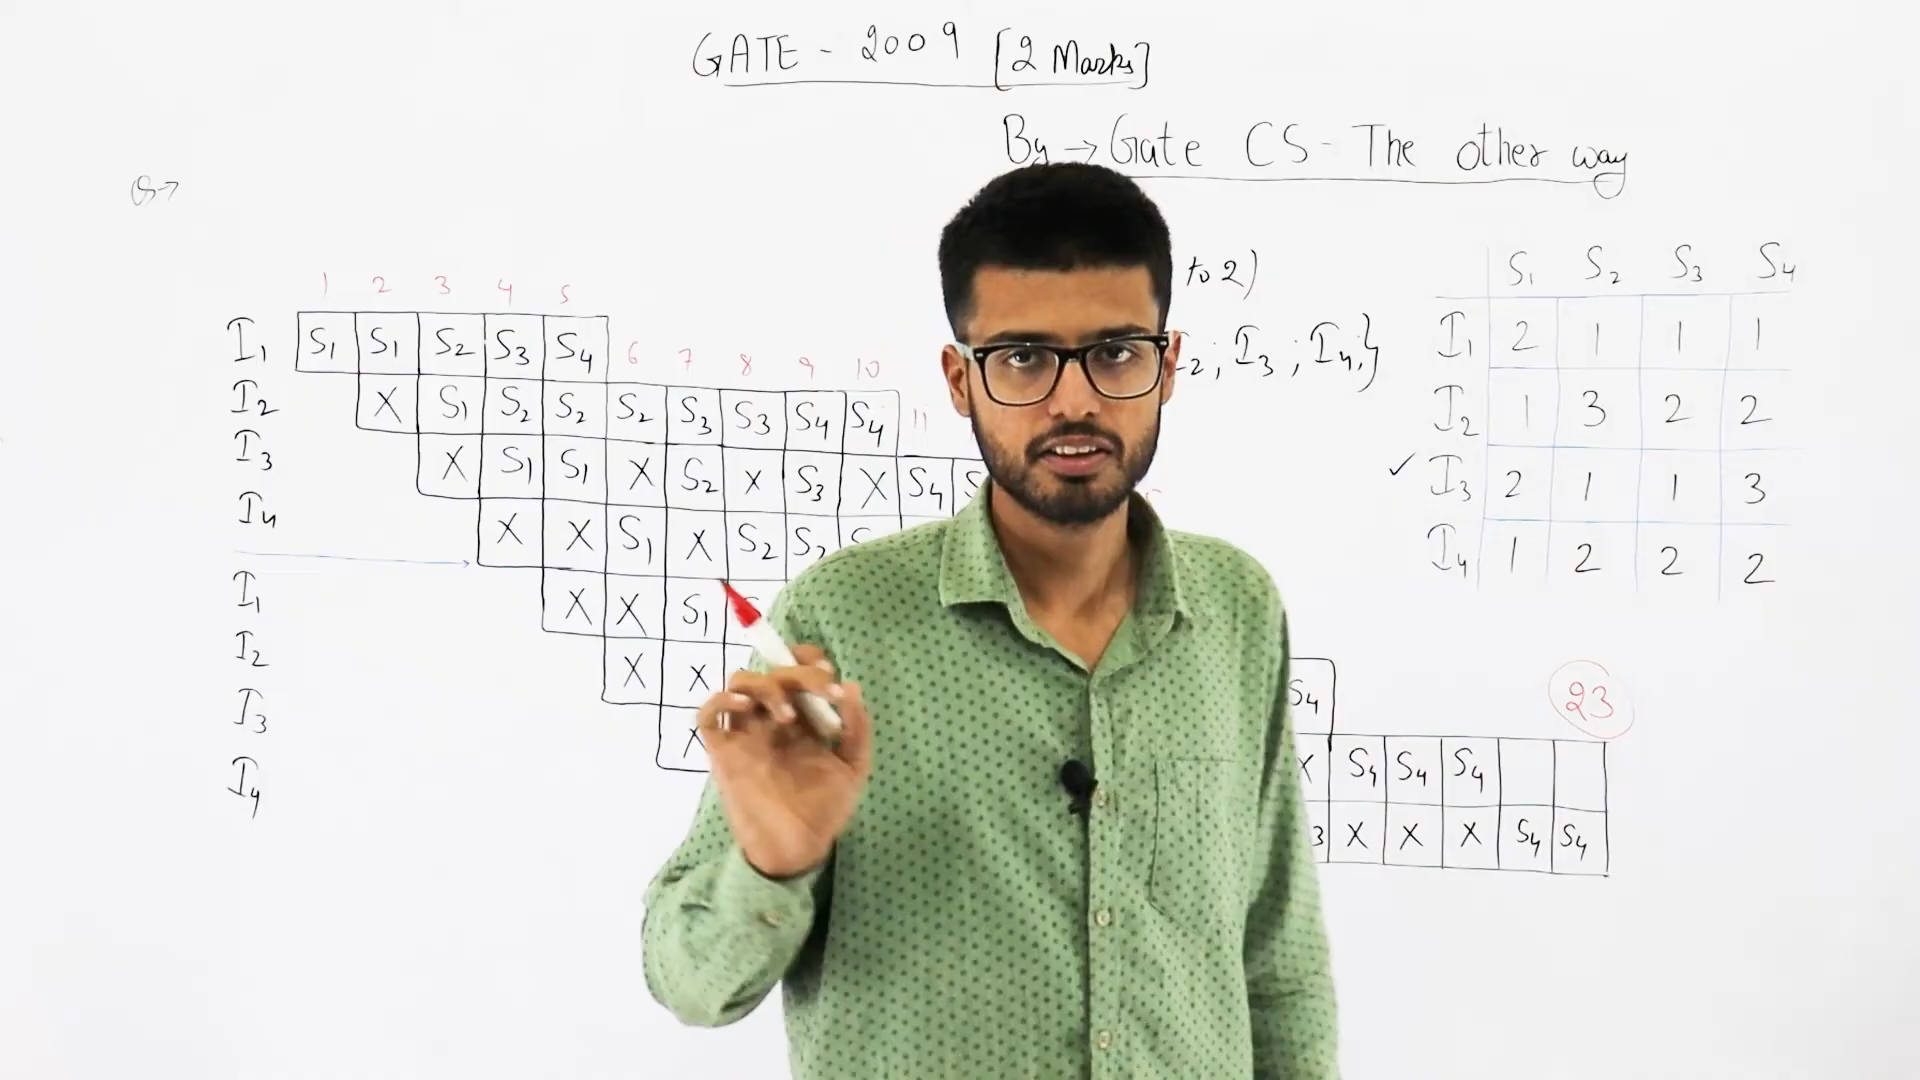 GATE - 2009 [2 Marks]
By → Gate CS - The other way
Q →
to 2)
2 ; I3 ; I4;}
1 2 3 4 5
I1 S1 S1 S2 S3 S4 6 7 8 9 10
I2 X S1 S2 S2 S2 S3 S3 S4 S4 11
I3 X S1 S1 X S2 X S3 X S4
I4 X X S1 X S2 S2
I1 X X S1
I2 X X
I3 X
I4
S4
X S4 S4 S4
3 X X X S4 S4
23
S1 S2 S3 S4
I1 2 1 1 1
I2 1 3 2 2
✓ I3 2 1 1 3
I4 1 2 2 2